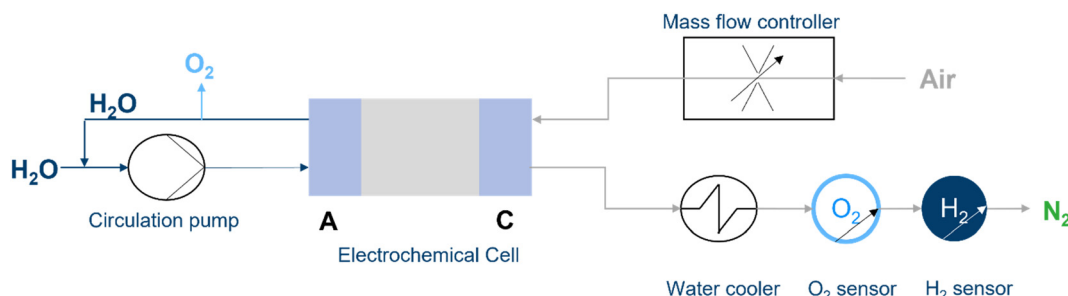 Mass flow controller
O₂
Air
H₂O
H₂O
Circulation pump
A
C
Electrochemical Cell
O₂
H₂
N₂
Water cooler
O₂ sensor
H₂ sensor